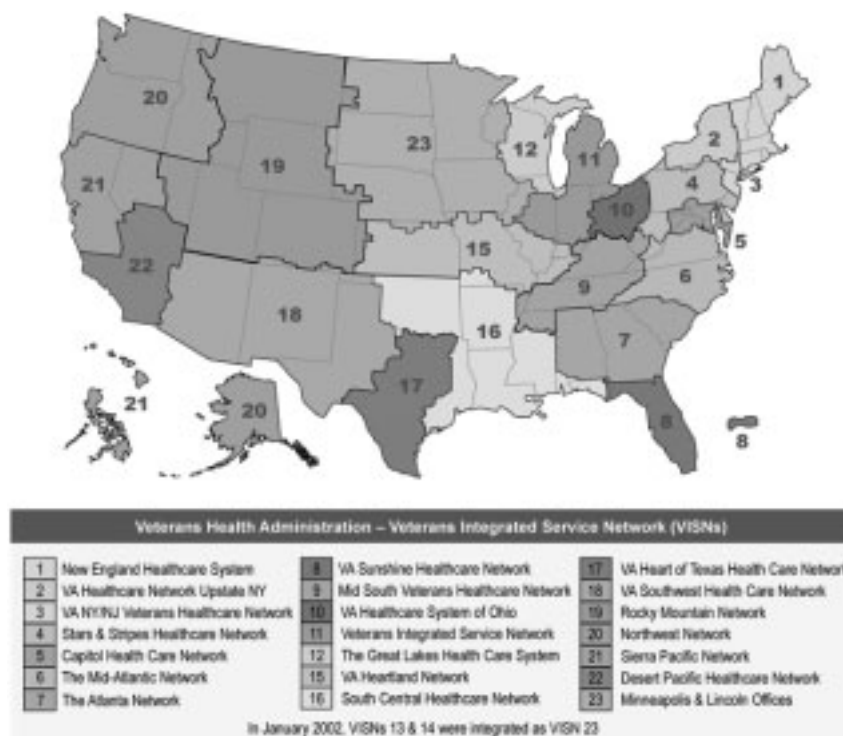 1
20
2
12
23
11
19
4
21
3
10
5
15
22
6
9
18
16
7
17
21
20
8
8
Veterans Health Administration – Veterans Integrated Service Network (VISNs)
1 New England Healthcare System
2 VA Healthcare Network Upstate NY
3 VA NY/NJ Veterans Healthcare Network
4 Stars & Stripes Healthcare Network
5 Capitol Health Care Network
6 The Mid-Atlantic Network
7 The Atlanta Network
8 VA Sunshine Healthcare Network
9 Mid South Veterans Healthcare Network
10 VA Healthcare System of Ohio
11 Veterans Integrated Service Network
12 The Great Lakes Health Care System
15 VA Heartland Network
16 South Central Healthcare Network
17 VA Heart of Texas Health Care Network
18 VA Southwest Health Care Network
19 Rocky Mountain Network
20 Northwest Network
21 Sierra Pacific Network
22 Desert Pacific Healthcare Network
23 Minneapolis & Lincoln Offices
In January 2002, VISNs 13 & 14 were integrated as VISN 23